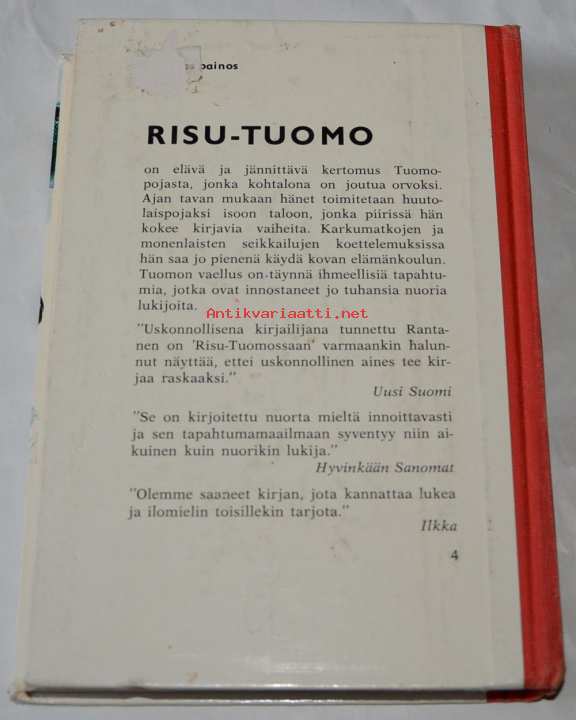 painos
RISU-TUOMO
on elävä ja jännittävä kertomus Tuomo-
pojasta, jonka kohtalona on joutua orvoksi.
Ajan tavan mukaan hänet toimitetaan huuto-
laispojaksi isoon taloon, jonka piirissä hän
kokee kirjavia vaiheita. Karkumatkojen ja
monenlaisten seikkailujen koettelemuksissa
hän saa jo pienenä käydä kovan elämänkoulun.
Tuomon vaellus on täynnä ihmeellisiä tapahtu-
mia, jotka ovat innostaneet jo tuhansia nuoria
lukijoita.
Antikvariaatti.net
"Uskonnollisena kirjailijana tunnettu Ranta-
nen on 'Risu-Tuomossaan' varmaankin halun-
nut näyttää, ettei uskonnollinen aines tee kir-
jaa raskaaksi."
Uusi Suomi
"Se on kirjoitettu nuorta mieltä innoittavasti
ja sen tapahtumamaailmaan syventyy niin ai-
kuinen kuin nuorikin lukija."
Hyvinkään Sanomat
"Olemme saaneet kirjan, jota kannattaa lukea
ja ilomielin toisillekin tarjota."
Ilkka
4